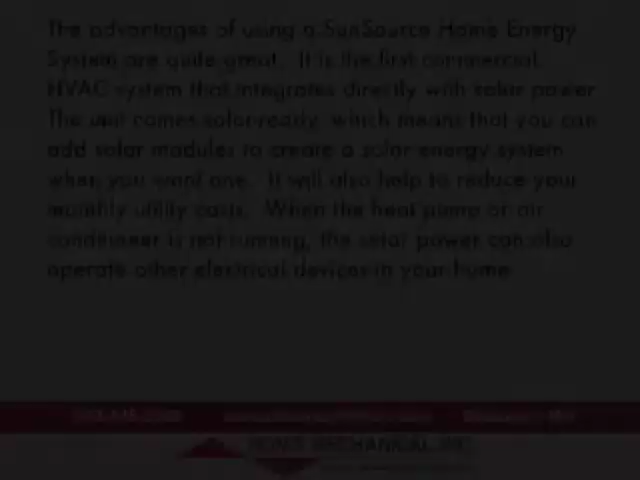 The advantages of using a SunSource Home Energy
System are quite great. It is the first commercial
HVAC system that integrates directly with solar power.
The unit comes solar-ready, which means that you can
add solar modules to create a solar energy system
when you want one. It will also help to reduce your
monthly utility costs. When the heat pump or air
conditioner is not running, the solar power can also
operate other electrical devices in your home.
MECHANICAL, INC.